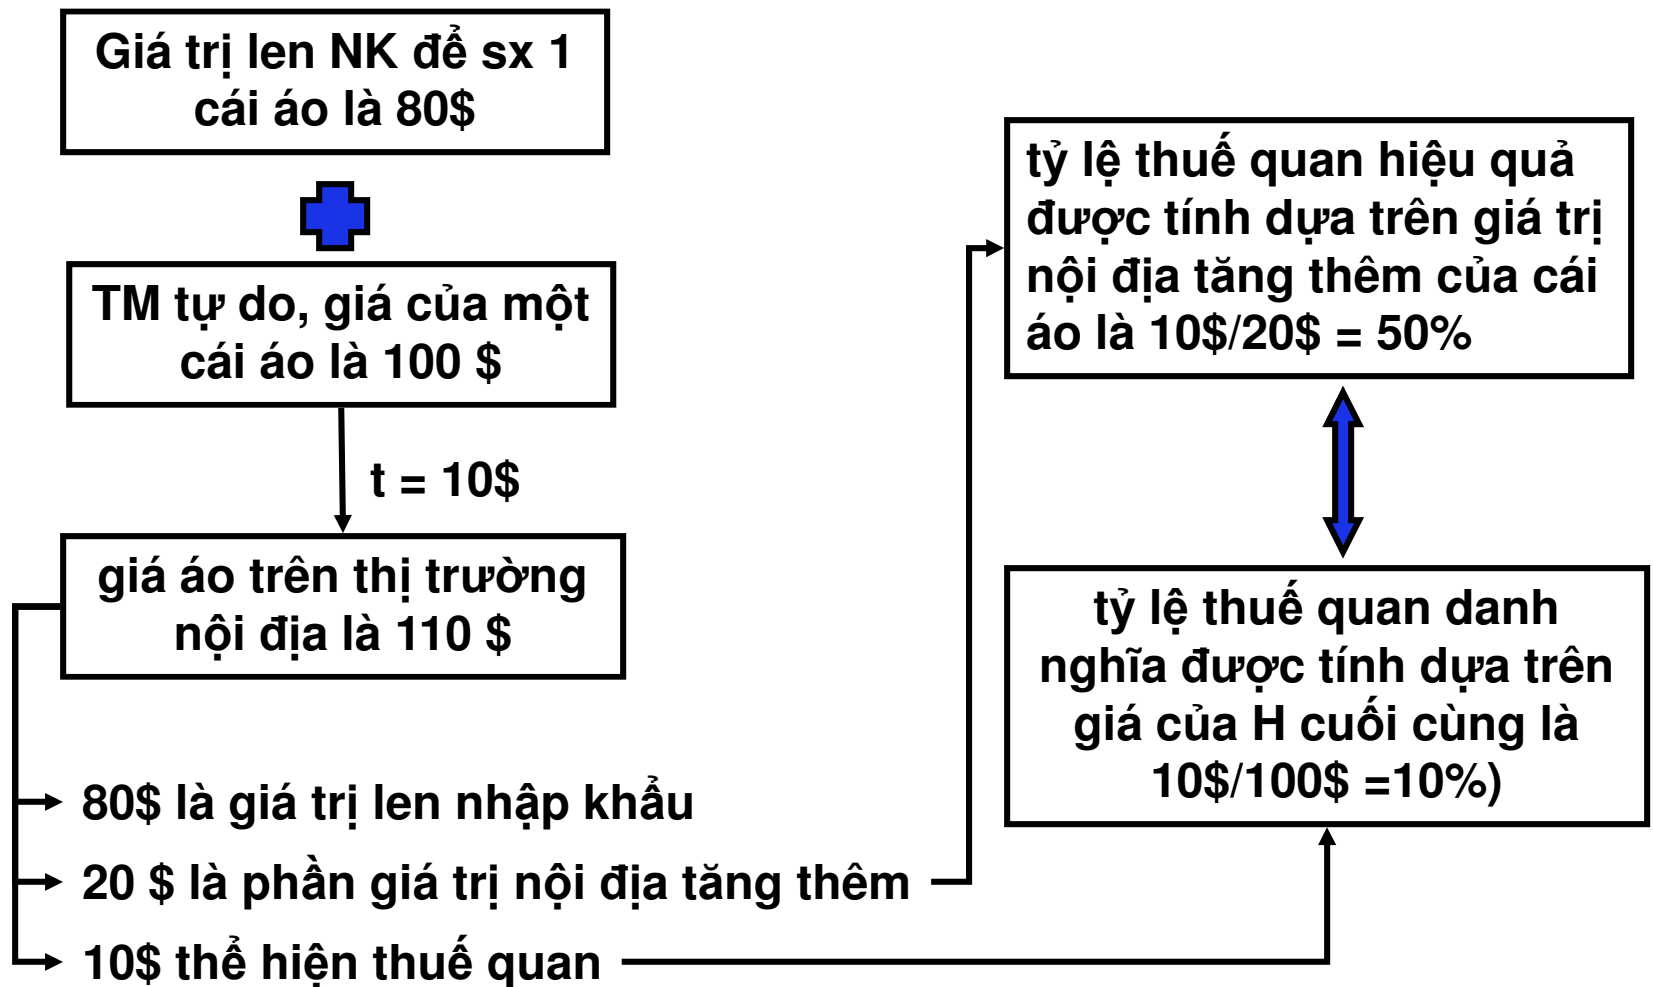 Giá trị len NK để sx 1
cái áo là 80$
TM tự do, giá của một
cái áo là 100 $
t = 10$
giá áo trên thị trường
nội địa là 110 $
80$ là giá trị len nhập khẩu
20 $ là phần giá trị nội địa tăng thêm
10$ thể hiện thuế quan
tỷ lệ thuế quan hiệu quả
được tính dựa trên giá trị
nội địa tăng thêm của cái
áo là 10$/20$ = 50%
tỷ lệ thuế quan danh
nghĩa được tính dựa trên
giá của H cuối cùng là
10$/100$ =10%)